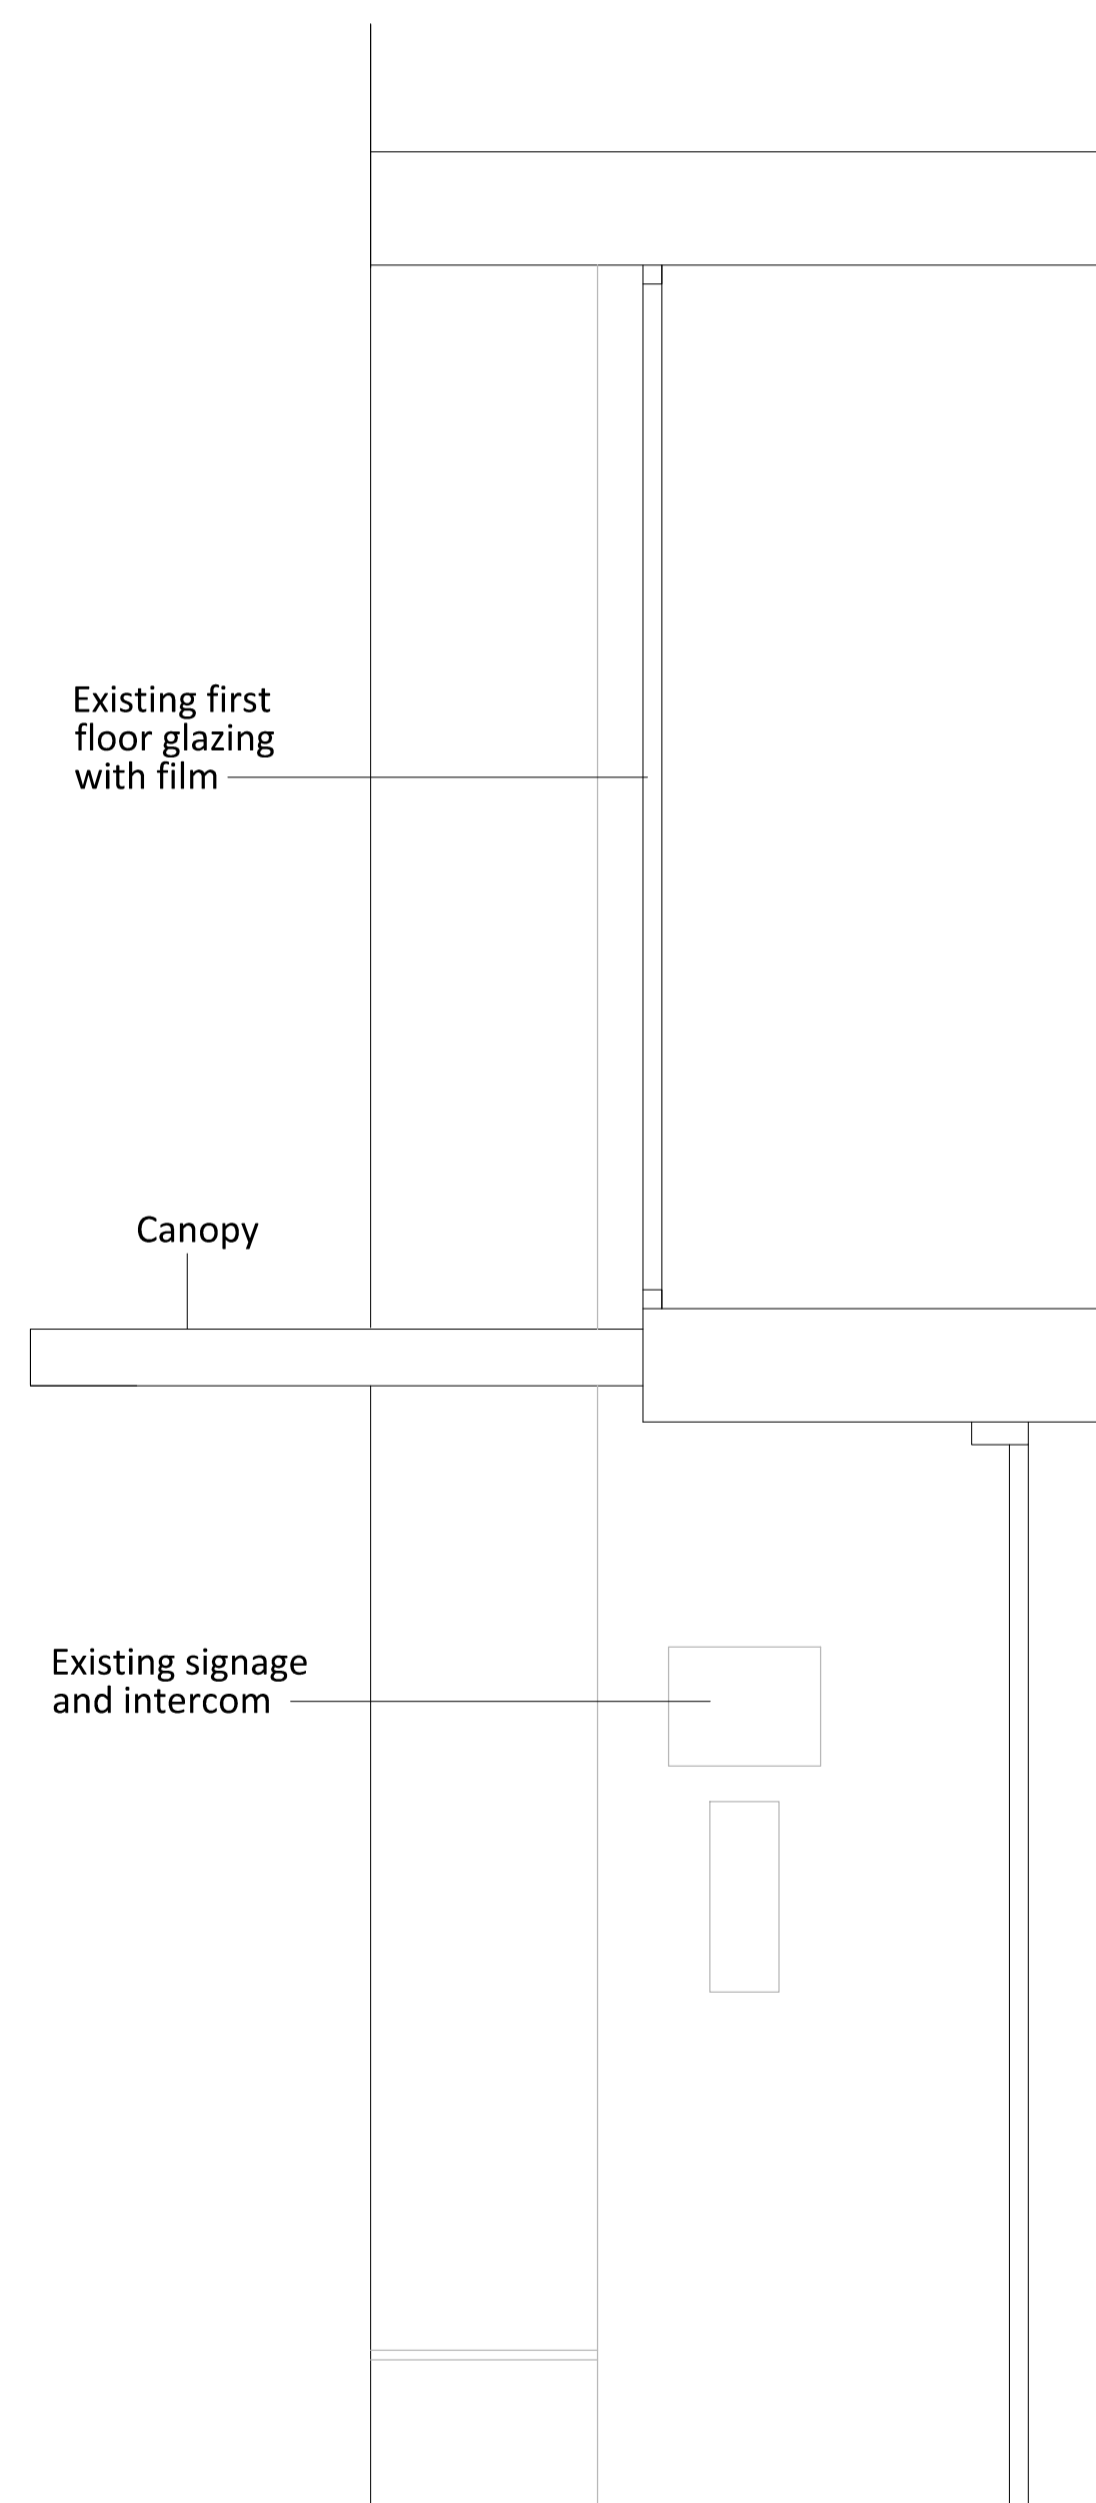 Existing first
floor glazing
with film
Canopy
Existing signage
and intercom